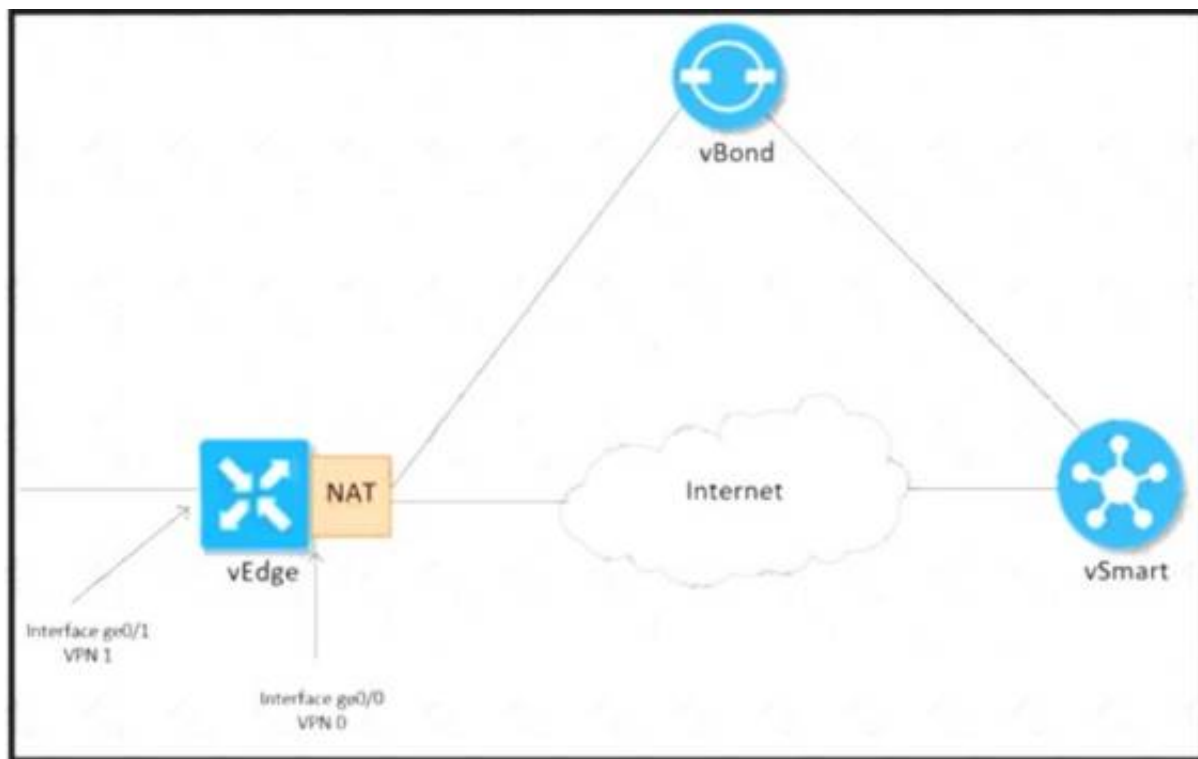 vBond
NAT
Internet
vEdge
vSmart
Interface ge0/1
VPN 1
Interface ge0/0
VPN 0